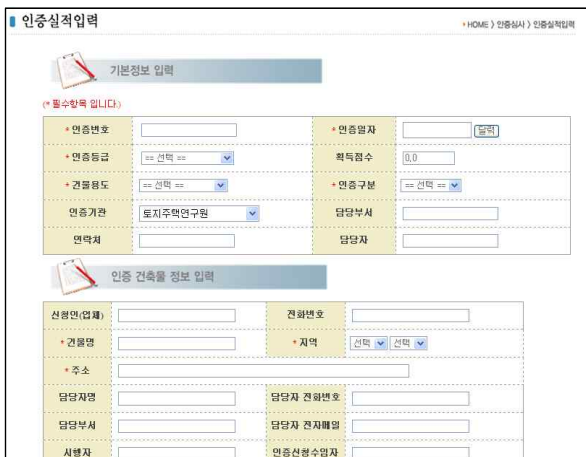 인증실적입력
HOME 〉 인증심사 〉 인증실적입력
기본정보 입력
(* 필수항목 입니다.)
* 인증번호 * 인증일자 달력
* 인증등급 == 선택 == 획득점수 0.0
* 건물용도 == 선택 == * 인증구분 == 선택 ==
인증기관 토지주택연구원 담당부서
연락처 담당자
인증 건축물 정보 입력
신청인(업체) 전화번호
* 건물명 * 지역 선택 선택
* 주소
담당자명 담당자 전화번호
담당부서 담당자 전자메일
시행자 인증신청수임자